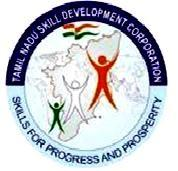 TAMIL NADU SKILL DEVELOPMENT CORPORATION
SKILLS FOR PROGRESS AND PROSPERITY